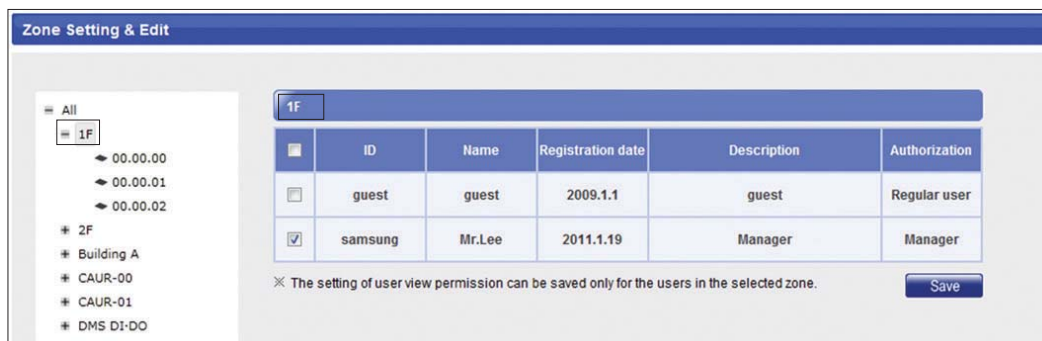 Zone Setting & Edit
All
1F
00.00.00
00.00.01
00.00.02
2F
Building A
CAUR-00
CAUR-01
DMS DI-DO
1F
ID Name Registration date Description Authorization
guest guest 2009.1.1 guest Regular user
samsung Mr.Lee 2011.1.19 Manager Manager
※ The setting of user view permission can be saved only for the users in the selected zone.
Save